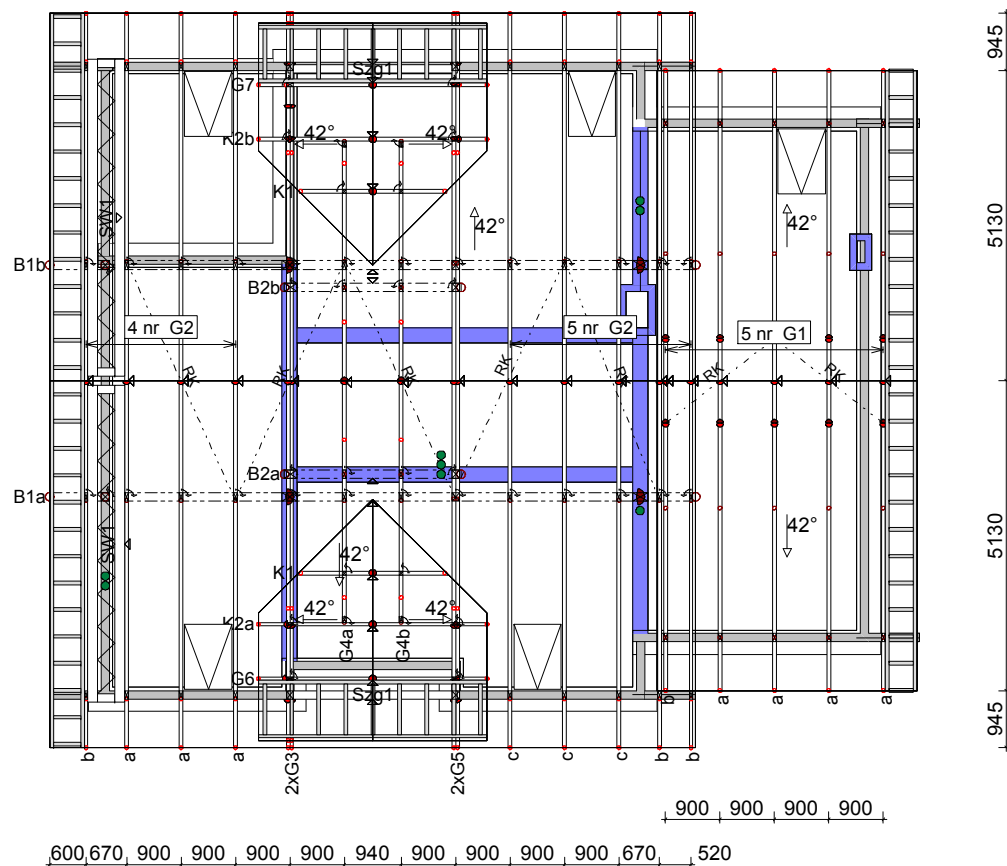 945
Szg1
G7
K2b
42°
42°
SW1
K1
42°
42°
5130
B1b
B2b
4 nr G2
5 nr G2
5 nr G1
RK
RK
RK
RK
RK
RK
RK
B2a
B1a
SW1
42°
42°
5130
K1
K2a
42°
42°
G4a
G4b
G6
Szg1
b
a
a
a
2xG3
2xG5
c
c
c
b
b
b
a
a
a
a
945
900
900
900
900
600
670
900
900
900
900
940
900
900
900
900
670
520